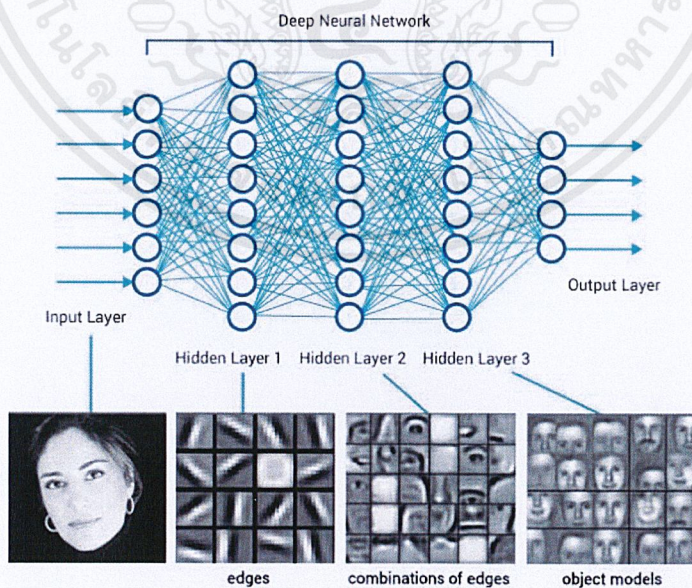 Deep Neural Network
Input Layer
Output Layer
Hidden Layer 1 Hidden Layer 2 Hidden Layer 3
edges
combinations of edges
object models